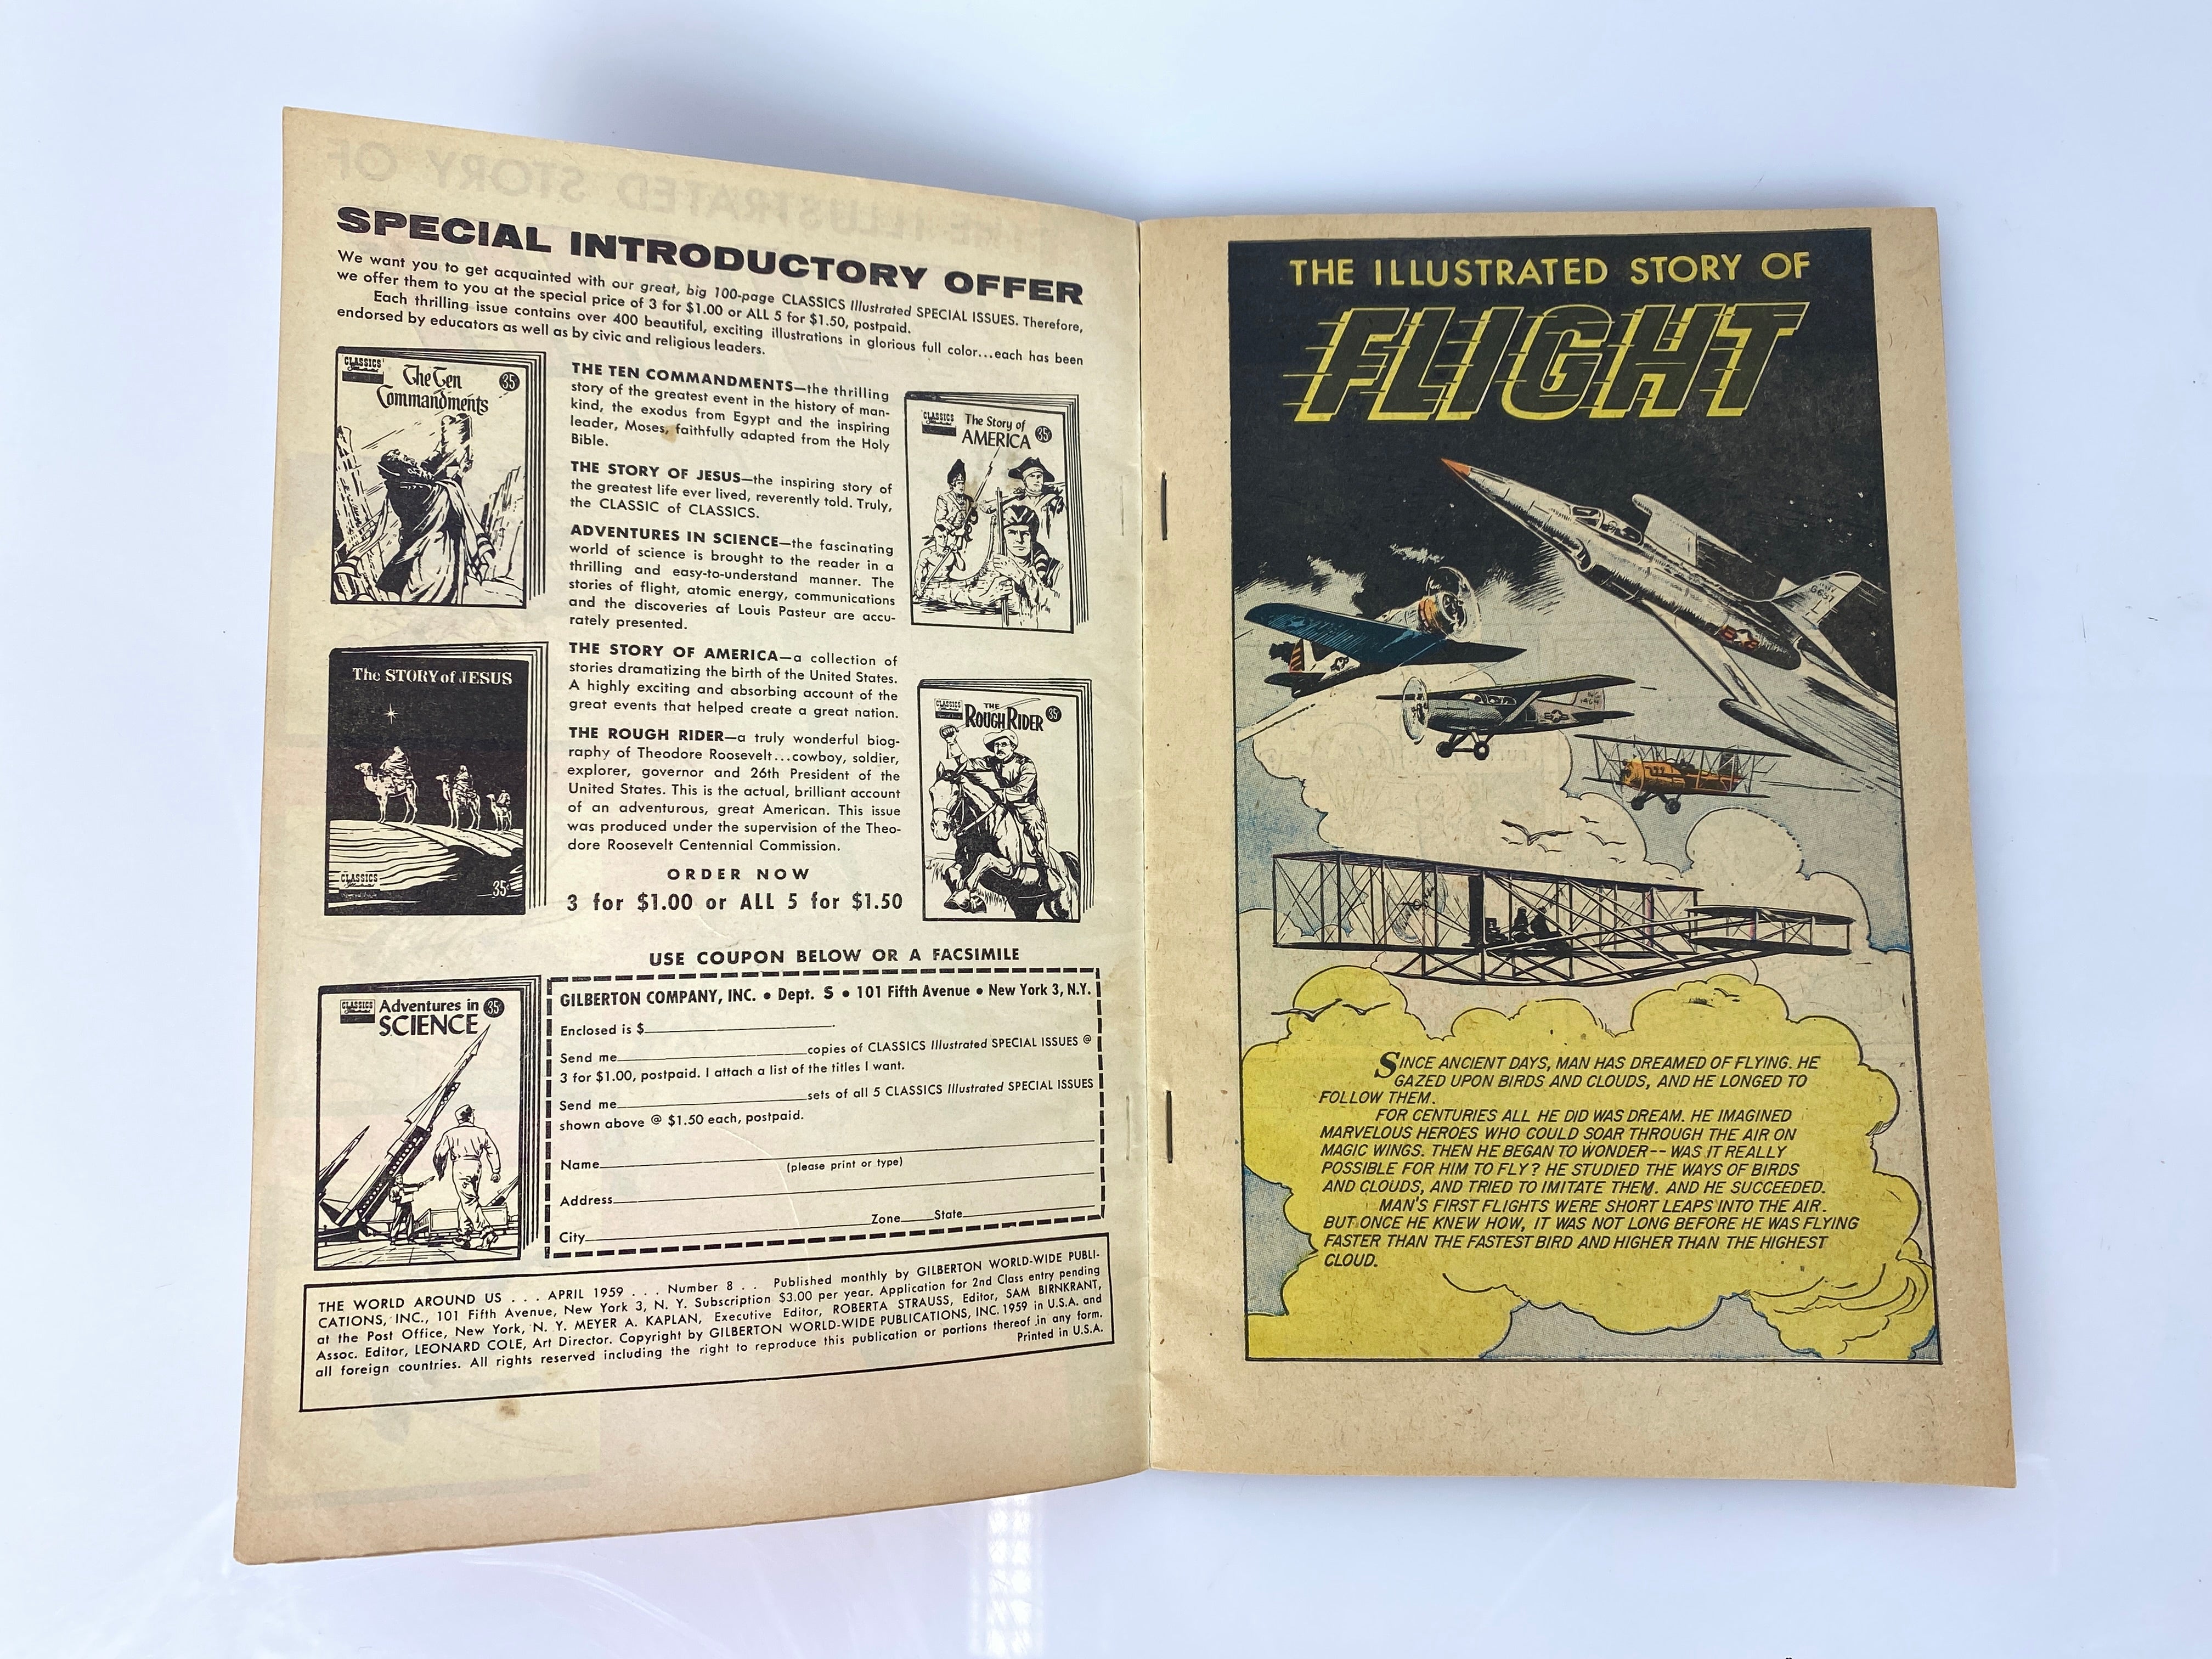 SPECIAL INTRODUCTORY OFFER
We want you to get acquainted with our great, big 100-page CLASSICS Illustrated SPECIAL ISSUES. Therefore,
we offer them to you at the special price of 3 for $1.00 or ALL 5 for $1.50, postpaid.
Each thrilling issue contains over 400 beautiful, exciting illustrations in glorious full color...each has been
endorsed by educators as well as by civic and religious leaders.
CLASSICS Illustrated
The Ten
Commandments
35
THE TEN COMMANDMENTS—the thrilling
story of the greatest event in the history of man-
kind, the exodus from Egypt and the inspiring
leader, Moses, faithfully adapted from the Holy
Bible.
THE STORY OF JESUS—the inspiring story of
the greatest life ever lived, reverently told. Truly,
the CLASSIC of CLASSICS.
ADVENTURES IN SCIENCE—the fascinating
world of science is brought to the reader in a
thrilling and easy-to-understand manner. The
stories of flight, atomic energy, communications
and the discoveries af Louis Pasteur are accu-
rately presented.
THE STORY OF AMERICA—a collection of
stories dramatizing the birth of the United States.
A highly exciting and absorbing account of the
great events that helped create a great nation.
THE ROUGH RIDER—a truly wonderful biog-
raphy of Theodore Roosevelt...cowboy, soldier,
explorer, governor and 26th President of the
United States. This is the actual, brilliant account
of an adventurous, great American. This issue
was produced under the supervision of the Theo-
dore Roosevelt Centennial Commission.
ORDER NOW
3 for $1.00 or ALL 5 for $1.50
CLASSICS Illustrated
The Story of
AMERICA
35
The STORY of JESUS
CLASSICS Illustrated
35¢
CLASSICS Illustrated
THE
ROUGH RIDER
35
CLASSICS Illustrated
Adventures in
SCIENCE
35
USE COUPON BELOW OR A FACSIMILE
GILBERTON COMPANY, INC. • Dept. S • 101 Fifth Avenue • New York 3, N.Y.
Enclosed is $
Send me copies of CLASSICS Illustrated SPECIAL ISSUES @
3 for $1.00, postpaid. I attach a list of the titles I want.
Send me sets of all 5 CLASSICS Illustrated SPECIAL ISSUES
shown above @ $1.50 each, postpaid.
Name
(please print or type)
Address
City Zone State
THE WORLD AROUND US . . . APRIL 1959 . . . Number 8 . . Published monthly by GILBERTON WORLD-WIDE PUBLI-
CATIONS, INC., 101 Fifth Avenue, New York 3, N. Y. Subscription $3.00 per year. Application for 2nd Class entry pending
at the Post Office, New York, N. Y. MEYER A. KAPLAN, Executive Editor, ROBERTA STRAUSS, Editor, SAM BIRNKRANT,
Assoc. Editor, LEONARD COLE, Art Director. Copyright by GILBERTON WORLD-WIDE PUBLICATIONS, INC. 1959 in U.S.A. and
all foreign countries. All rights reserved including the right to reproduce this publication or portions thereof in any form.
Printed in U.S.A.
THE ILLUSTRATED STORY OF
FLIGHT
SINCE ANCIENT DAYS, MAN HAS DREAMED OF FLYING. HE
GAZED UPON BIRDS AND CLOUDS, AND HE LONGED TO
FOLLOW THEM.
FOR CENTURIES ALL HE DID WAS DREAM. HE IMAGINED
MARVELOUS HEROES WHO COULD SOAR THROUGH THE AIR ON
MAGIC WINGS. THEN HE BEGAN TO WONDER-- WAS IT REALLY
POSSIBLE FOR HIM TO FLY? HE STUDIED THE WAYS OF BIRDS
AND CLOUDS, AND TRIED TO IMITATE THEM. AND HE SUCCEEDED.
MAN'S FIRST FLIGHTS WERE SHORT LEAPS INTO THE AIR.
BUT ONCE HE KNEW HOW, IT WAS NOT LONG BEFORE HE WAS FLYING
FASTER THAN THE FASTEST BIRD AND HIGHER THAN THE HIGHEST
CLOUD.